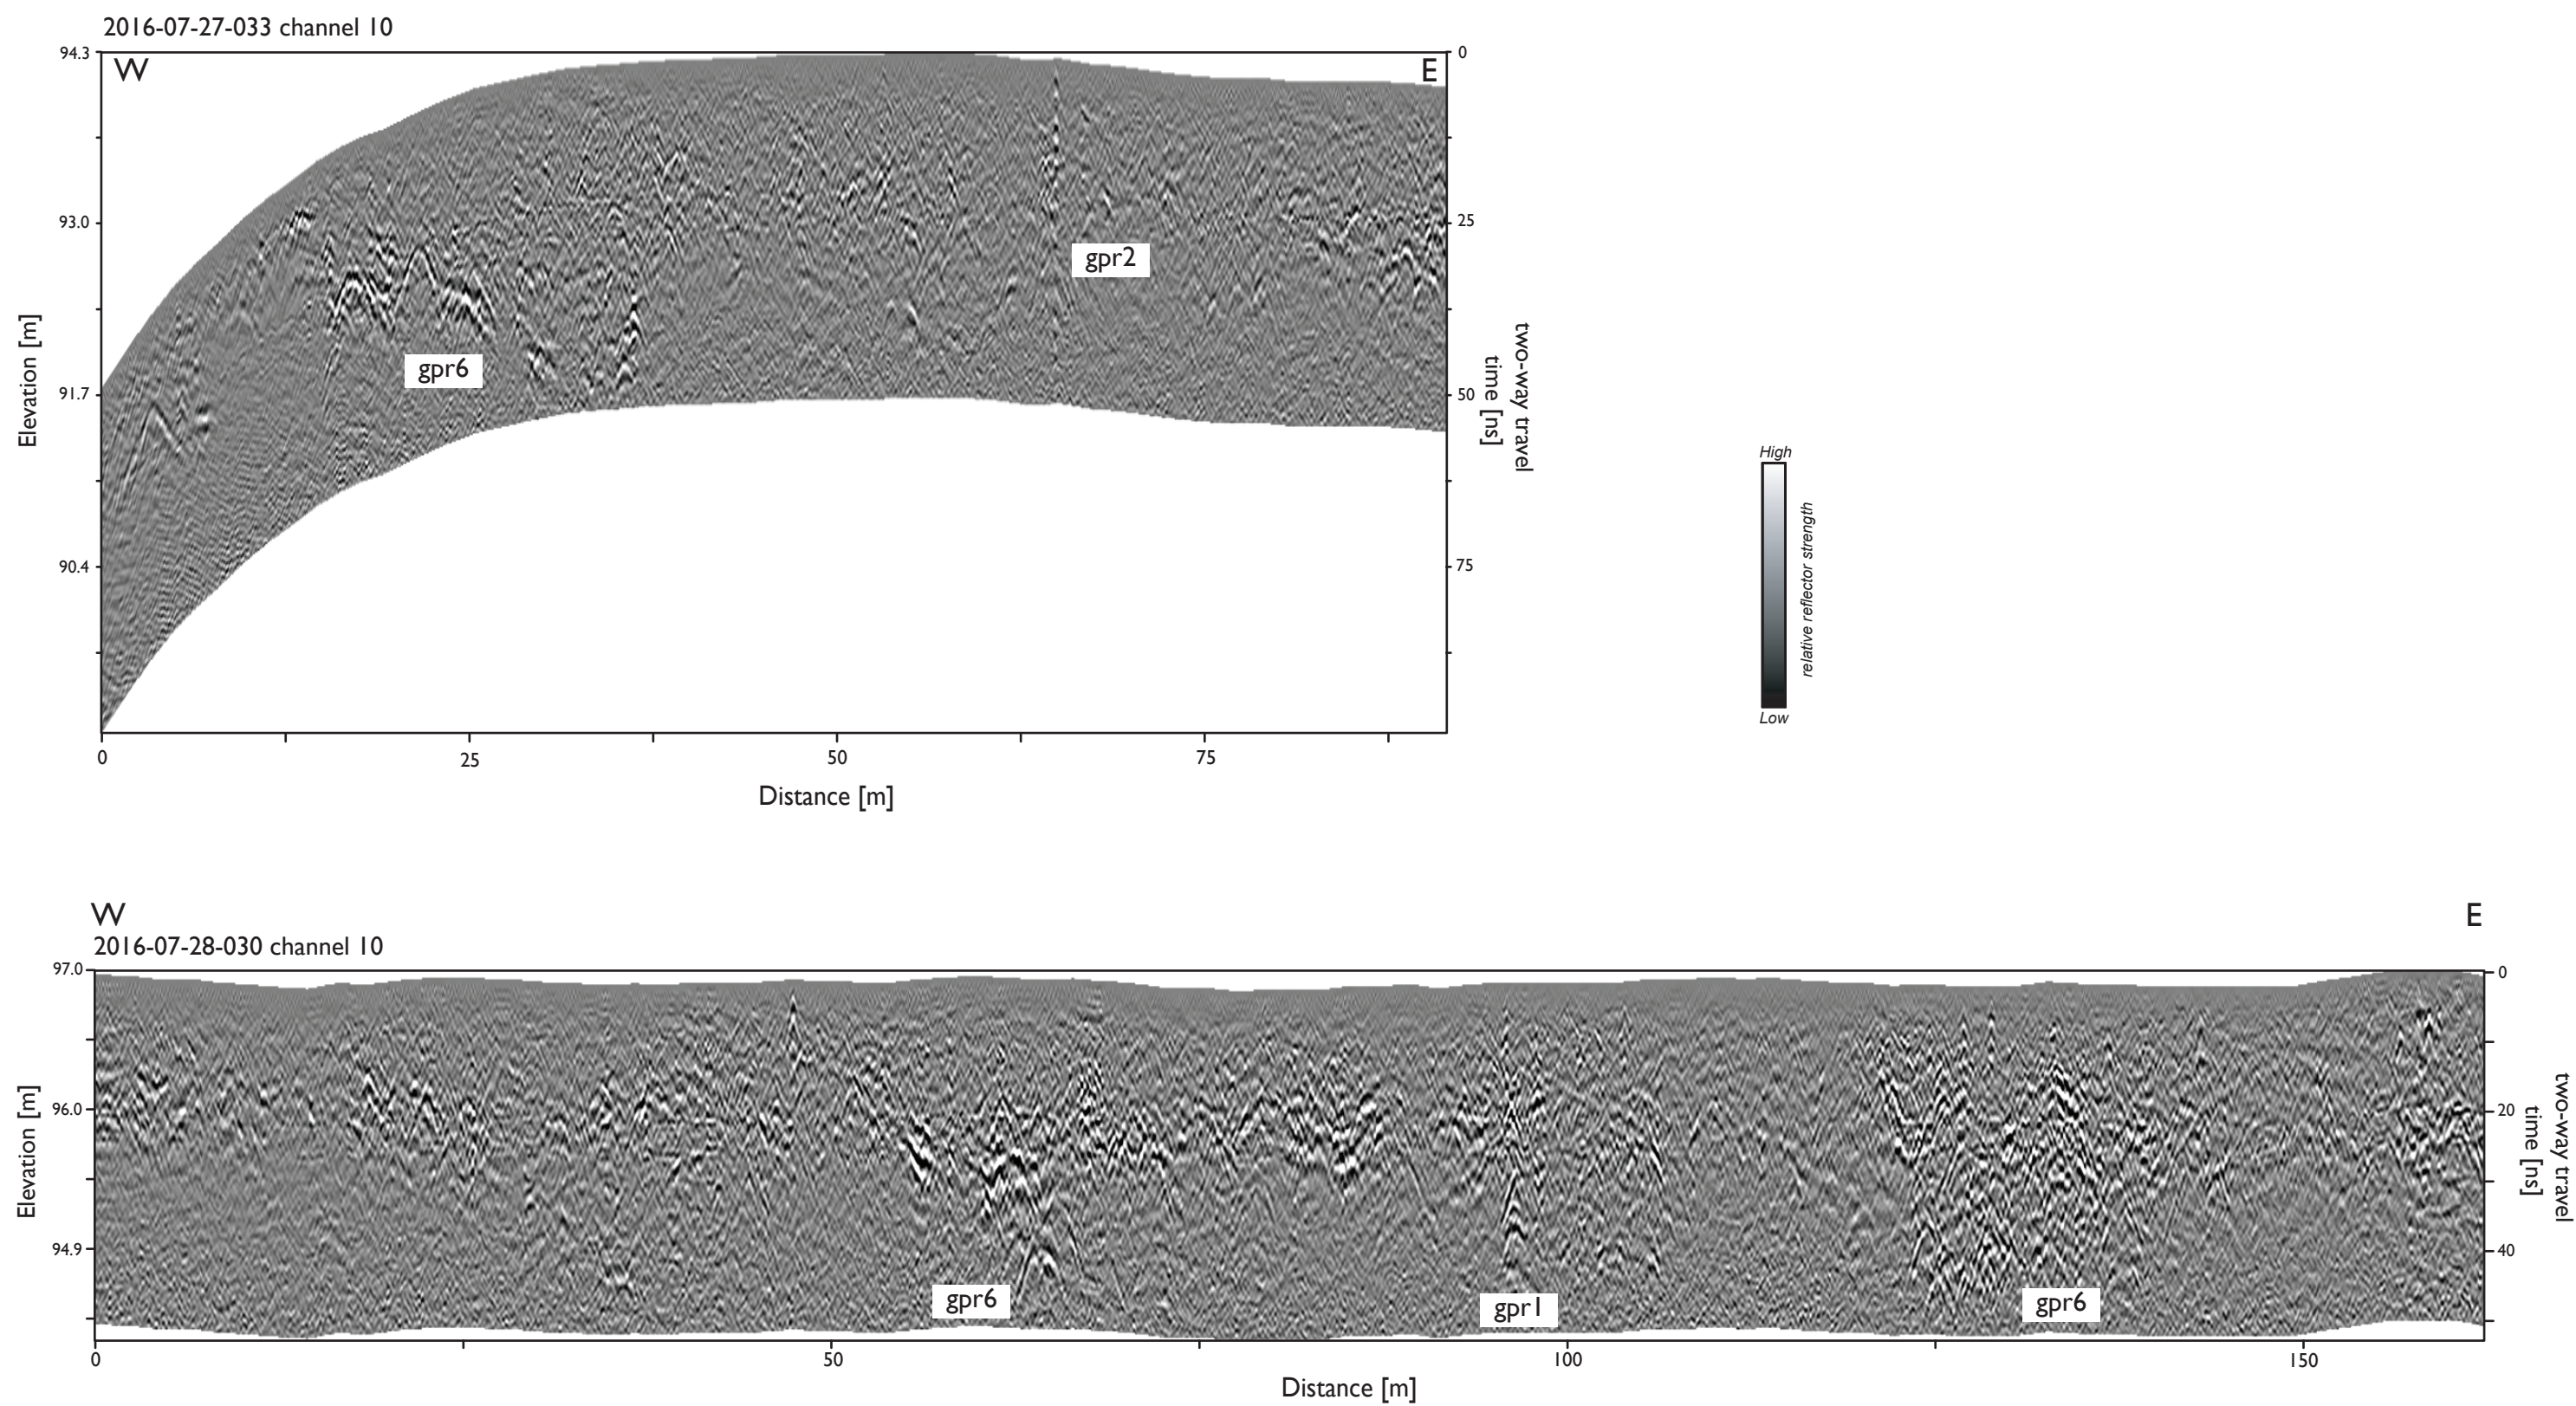 2016-07-27-033 channel 10
94.3
0
W
E
93.0
25
gpr2
gpr6
Elevation [m]
91.7
50
two-way travel
time [ns]
90.4
75
0
25
50
75
Distance [m]
High
relative reflector strength
Low
W
E
2016-07-28-030 channel 10
97.0
0
96.0
20
Elevation [m]
two-way travel
time [ns]
94.9
40
gpr6
gpr1
gpr6
0
50
100
150
Distance [m]